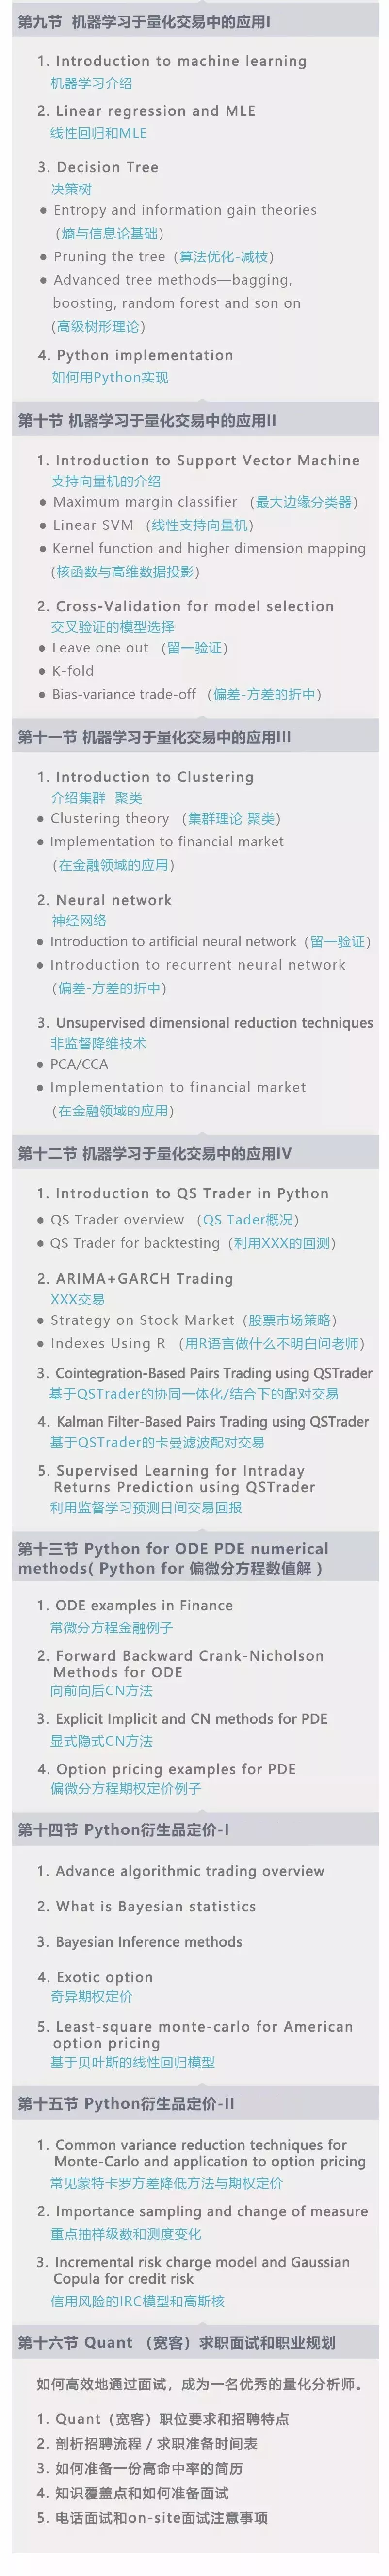 第九节 机器学习于量化交易中的应用I
1. Introduction to machine learning
机器学习介绍
2. Linear regression and MLE
线性回归和MLE
3. Decision Tree
决策树
● Entropy and information gain theories
（熵与信息论基础）
● Pruning the tree（算法优化-减枝）
● Advanced tree methods—bagging,
boosting, random forest and son on
（高级树形理论）
4. Python implementation
如何用Python实现
第十节 机器学习于量化交易中的应用II
1. Introduction to Support Vector Machine
支持向量机的介绍
● Maximum margin classifier （最大边缘分类器）
● Linear SVM （线性支持向量机）
● Kernel function and higher dimension mapping
（核函数与高维数据投影）
2. Cross-Validation for model selection
交叉验证的模型选择
● Leave one out （留一验证）
● K-fold
● Bias-variance trade-off （偏差-方差的折中）
第十一节 机器学习于量化交易中的应用III
1. Introduction to Clustering
介绍集群 聚类
● Clustering theory （集群理论 聚类）
● Implementation to financial market
（在金融领域的应用）
2. Neural network
神经网络
● Introduction to artificial neural network（留一验证）
● Introduction to recurrent neural network
（偏差-方差的折中）
3. Unsupervised dimensional reduction techniques
非监督降维技术
● PCA/CCA
● Implementation to financial market
（在金融领域的应用）
第十二节 机器学习于量化交易中的应用IV
1. Introduction to QS Trader in Python
● QS Trader overview （QS Tader概况）
● QS Trader for backtesting（利用XXX的回测）
2. ARIMA+GARCH Trading
XXX交易
● Strategy on Stock Market（股票市场策略）
● Indexes Using R （用R语言做什么不明白问老师）
3. Cointegration-Based Pairs Trading using QSTrader
基于QSTrader的协同一体化/结合下的配对交易
4. Kalman Filter-Based Pairs Trading using QSTrader
基于QSTrader的卡曼滤波配对交易
5. Supervised Learning for Intraday
Returns Prediction using QSTrader
利用监督学习预测日间交易回报
第十三节 Python for ODE PDE numerical
methods( Python for 偏微分方程数值解 )
1. ODE examples in Finance
常微分方程金融例子
2. Forward Backward Crank-Nicholson
Methods for ODE
向前向后CN方法
3. Explicit Implicit and CN methods for PDE
显式隐式CN方法
4. Option pricing examples for PDE
偏微分方程期权定价例子
第十四节 Python衍生品定价-I
1. Advance algorithmic trading overview
2. What is Bayesian statistics
3. Bayesian Inference methods
4. Exotic option
奇异期权定价
5. Least-square monte-carlo for American
option pricing
基于贝叶斯的线性回归模型
第十五节 Python衍生品定价-II
1. Common variance reduction techniques for
Monte-Carlo and application to option pricing
常见蒙特卡罗方差降低方法与期权定价
2. Importance sampling and change of measure
重点抽样级数和测度变化
3. Incremental risk charge model and Gaussian
Copula for credit risk
信用风险的IRC模型和高斯核
第十六节 Quant （宽客）求职面试和职业规划
如何高效地通过面试，成为一名优秀的量化分析师。
1. Quant（宽客）职位要求和招聘特点
2. 剖析招聘流程 / 求职准备时间表
3. 如何准备一份高命中率的简历
4. 知识覆盖点和如何准备面试
5. 电话面试和on-site面试注意事项